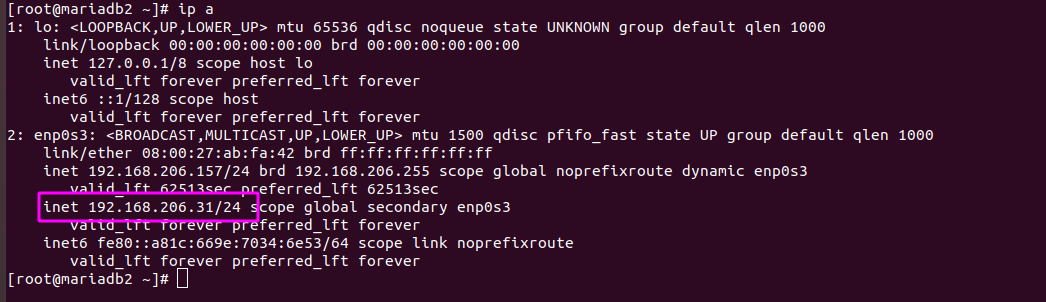 [root@mariadb2 ~]# ip a
1: lo: <LOOPBACK,UP,LOWER_UP> mtu 65536 qdisc noqueue state UNKNOWN group default qlen 1000
    link/loopback 00:00:00:00:00:00 brd 00:00:00:00:00:00
    inet 127.0.0.1/8 scope host lo
       valid_lft forever preferred_lft forever
    inet6 ::1/128 scope host
       valid_lft forever preferred_lft forever
2: enp0s3: <BROADCAST,MULTICAST,UP,LOWER_UP> mtu 1500 qdisc pfifo_fast state UP group default qlen 1000
    link/ether 08:00:27:ab:fa:42 brd ff:ff:ff:ff:ff:ff
    inet 192.168.206.157/24 brd 192.168.206.255 scope global noprefixroute dynamic enp0s3
       valid_lft 62513sec preferred_lft 62513sec
    inet 192.168.206.31/24 scope global secondary enp0s3
       valid_lft forever preferred_lft forever
    inet6 fe80::a81c:669e:7034:6e53/64 scope link noprefixroute
       valid_lft forever preferred_lft forever
[root@mariadb2 ~]#